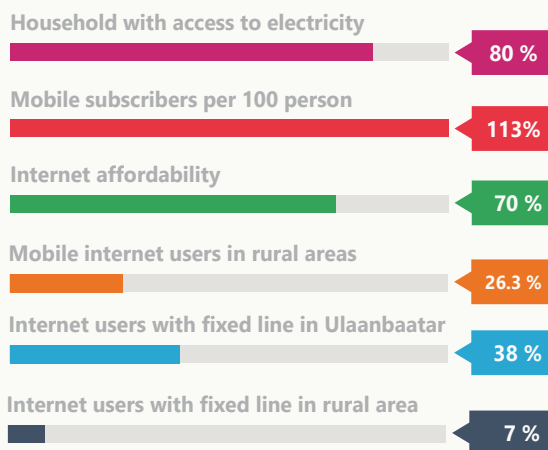 Household with access to electricity
80 %
Mobile subscribers per 100 person
113%
Internet affordability
70 %
Mobile internet users in rural areas
26.3 %
Internet users with fixed line in Ulaanbaatar
38 %
Internet users with fixed line in rural area
7 %